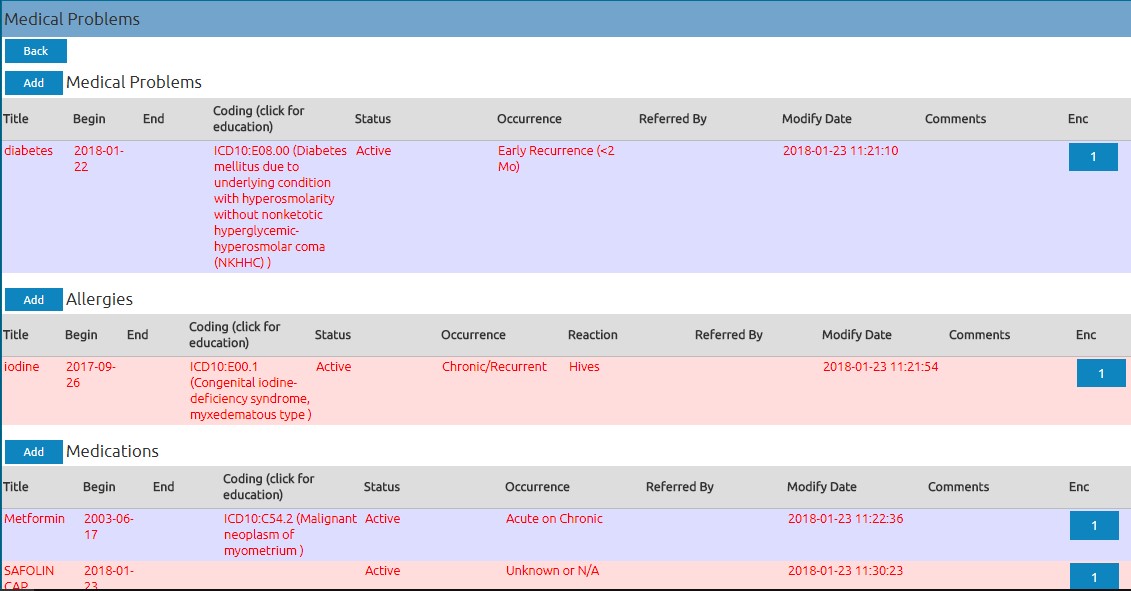 Medical Problems
Back
Add Medical Problems
Title Begin End Coding (click for education) Status Occurrence Referred By Modify Date Comments Enc
diabetes 2018-01-22 ICD10:E08.00 (Diabetes mellitus due to underlying condition with hyperosmolarity without nonketotic hyperglycemic-hyperosmolar coma (NKHHC) ) Active Early Recurrence (<2 Mo) 2018-01-23 11:21:10 1
Add Allergies
Title Begin End Coding (click for education) Status Occurrence Reaction Referred By Modify Date Comments Enc
iodine 2017-09-26 ICD10:E00.1 (Congenital iodine-deficiency syndrome, myxedematous type ) Active Chronic/Recurrent Hives 2018-01-23 11:21:54 1
Add Medications
Title Begin End Coding (click for education) Status Occurrence Referred By Modify Date Comments Enc
Metformin 2003-06-17 ICD10:C54.2 (Malignant neoplasm of myometrium ) Active Acute on Chronic 2018-01-23 11:22:36 1
SAFOLIN CAP 2018-01-23 Active Unknown or N/A 2018-01-23 11:30:23 1